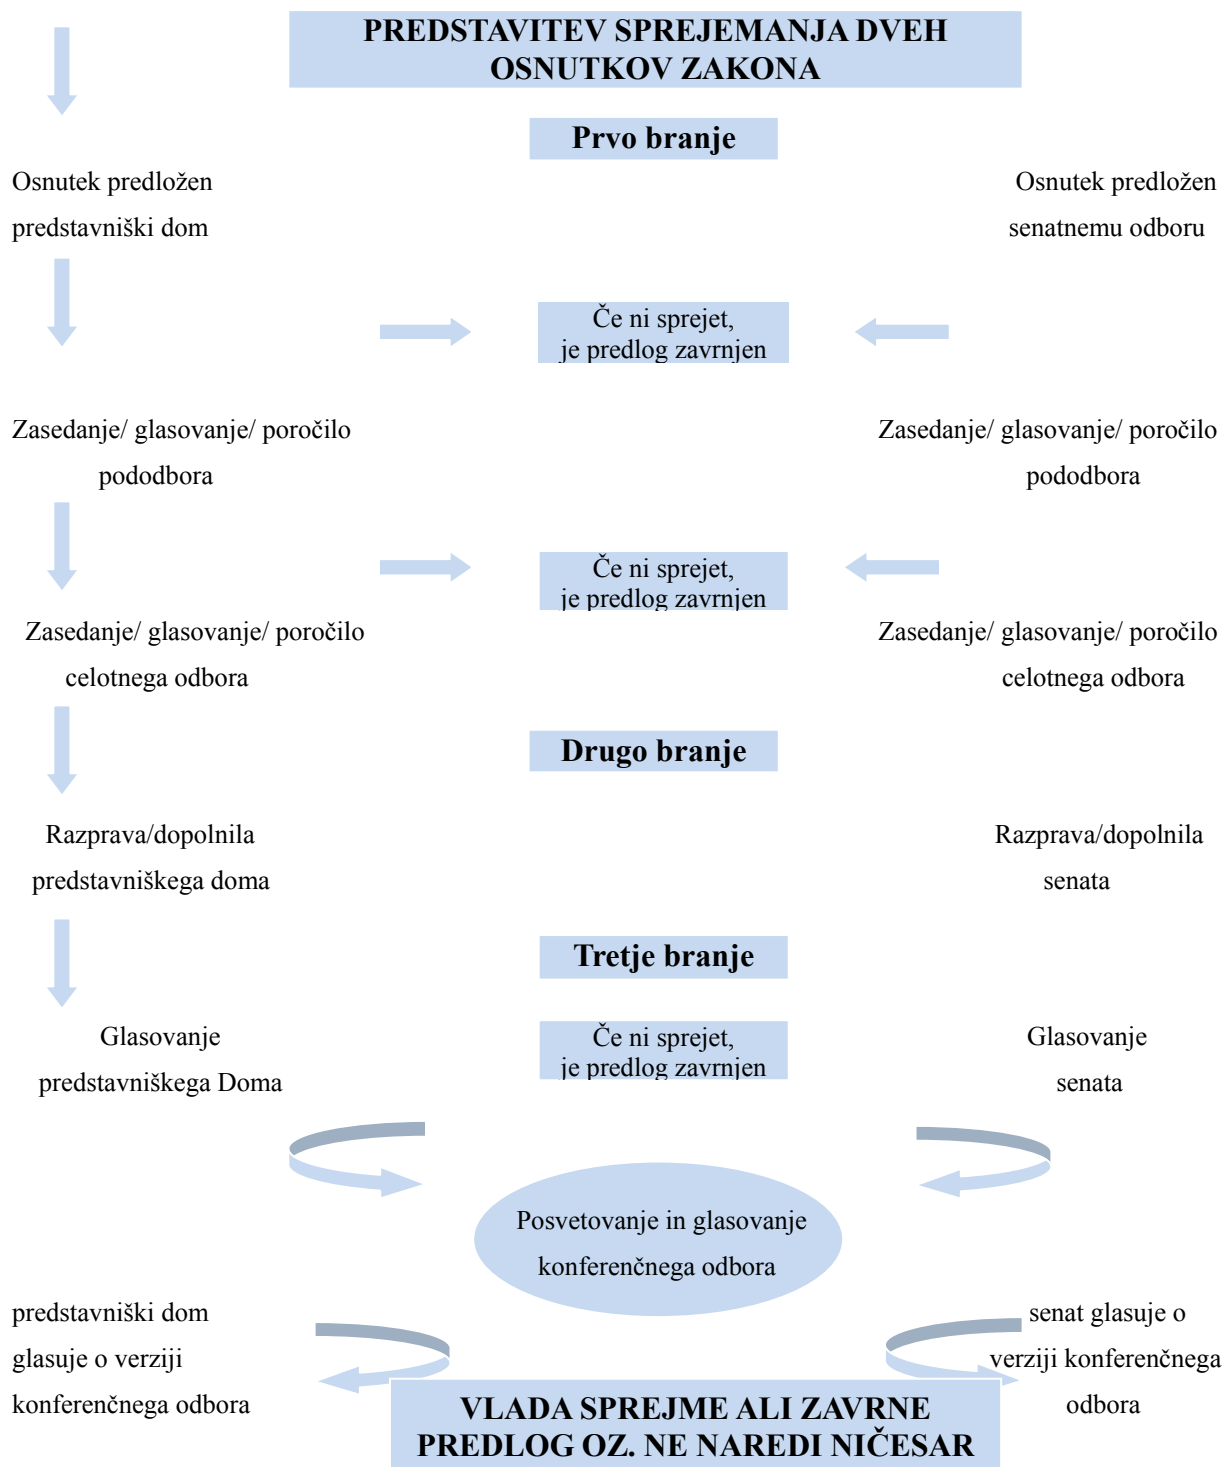 PREDSTAVITEV SPREJEMANJA DVEH
OSNUTKOV ZAKONA
Prvo branje
Osnutek predložen
predstavniški dom
Osnutek predložen
senatnemu odboru
Če ni sprejet,
je predlog zavrnjen
Zasedanje/ glasovanje/ poročilo
pododbora
Zasedanje/ glasovanje/ poročilo
pododbora
Če ni sprejet,
je predlog zavrnjen
Zasedanje/ glasovanje/ poročilo
celotnega odbora
Zasedanje/ glasovanje/ poročilo
celotnega odbora
Drugo branje
Razprava/dopolnila
predstavniškega doma
Razprava/dopolnila
senata
Tretje branje
Glasovanje
predstavniškega Doma
Če ni sprejet,
je predlog zavrnjen
Glasovanje
senata
Posvetovanje in glasovanje
konferenčnega odbora
predstavniški dom
glasuje o verziji
konferenčnega odbora
senat glasuje o
verziji konferenčnega
odbora
VLADA SPREJME ALI ZAVRNE
PREDLOG OZ. NE NAREDI NIČESAR